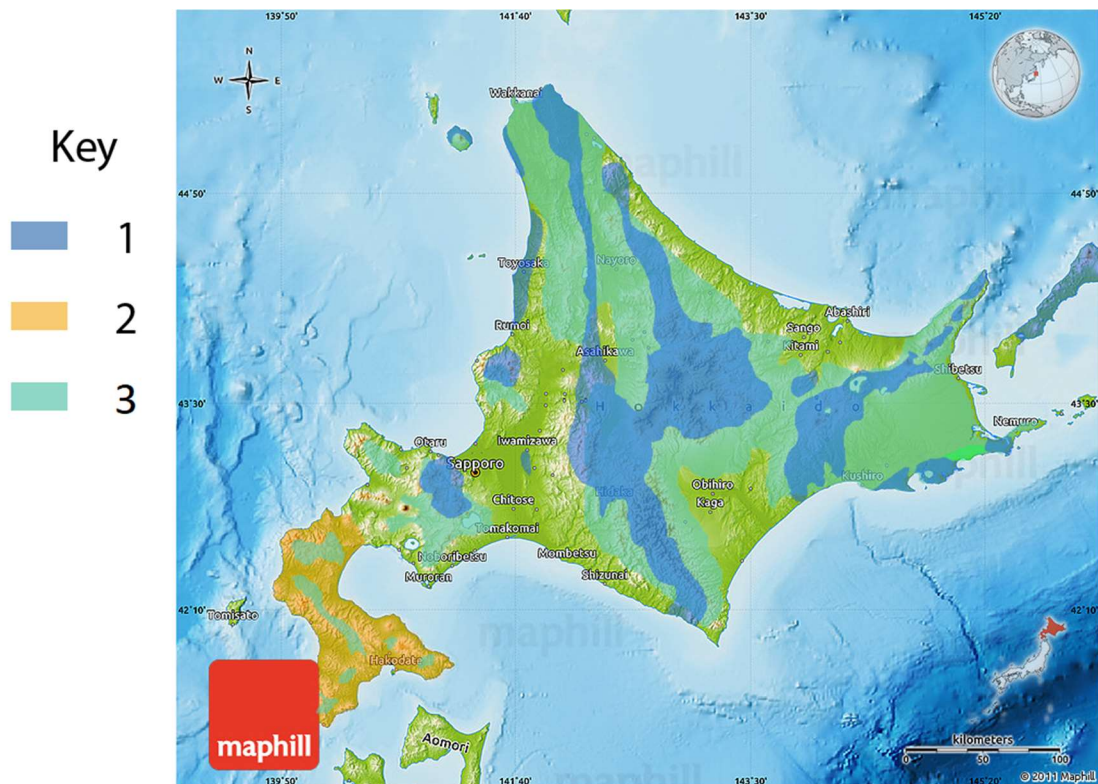 139°50'
141°40'
143°30'
145°20'
N
W
E
S
Key
1
2
3
Wakkanai
maphill
44°50'
44°50'
Toyosaka
Nayoro
Rumoi
Abashiri
Sango
Kitami
Asahikawa
Shibetsu
43°30'
43°30'
Hokkaido
Nemuro
Otaru
Iwamizawa
Sapporo
Kushiro
Obihiro
Kaga
Hidaka
Chitose
Tomakomai
Noboribetsu
Mombetsu
Muroran
Shizunai
42°10'
42°10'
Tomisato
maphill
Hakodate
maphill
Aomori
kilometers
0
50
100
139°50'
141°40'
143°30'
145°20'
© 2011 Maphill